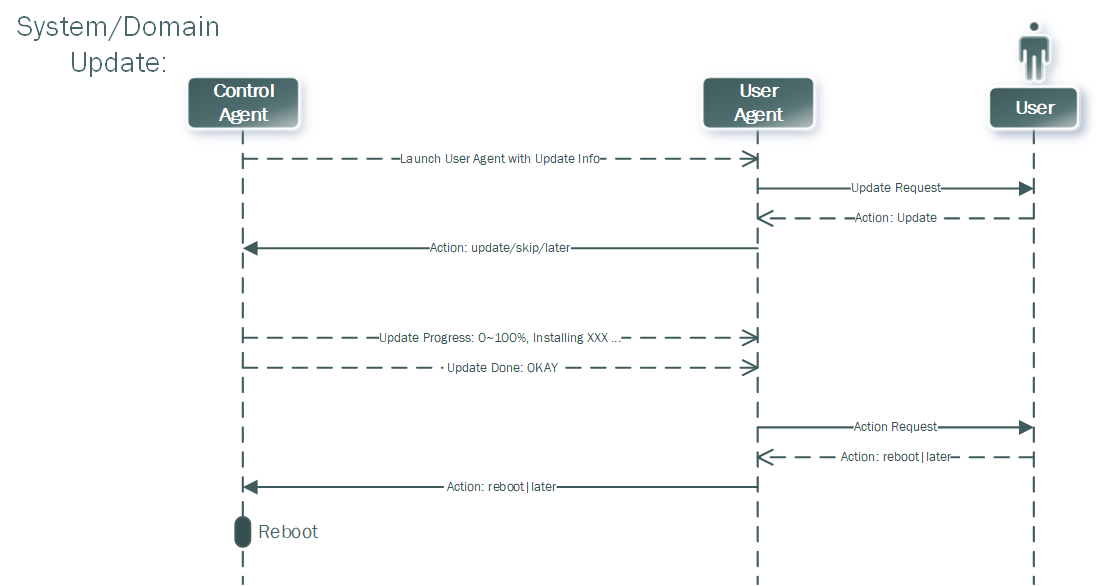 System/Domain
Update:
Control
Agent
User
Agent
User
Launch User Agent with Update Info
Update Request
Action: Update
Action: update/skip/later
Update Progress: 0~100%, Installing XXX ...
Update Done: OKAY
Action Request
Action: reboot|later
Action: reboot|later
Reboot